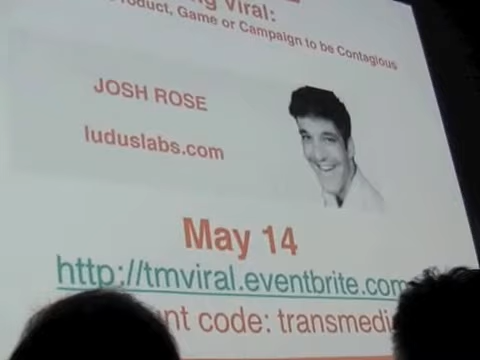 Viral:
Product, Game or Campaign to be Contagious
JOSH ROSE
luduslabs.com
May 14
http://tmviral.eventbrite.com
code: transmedi